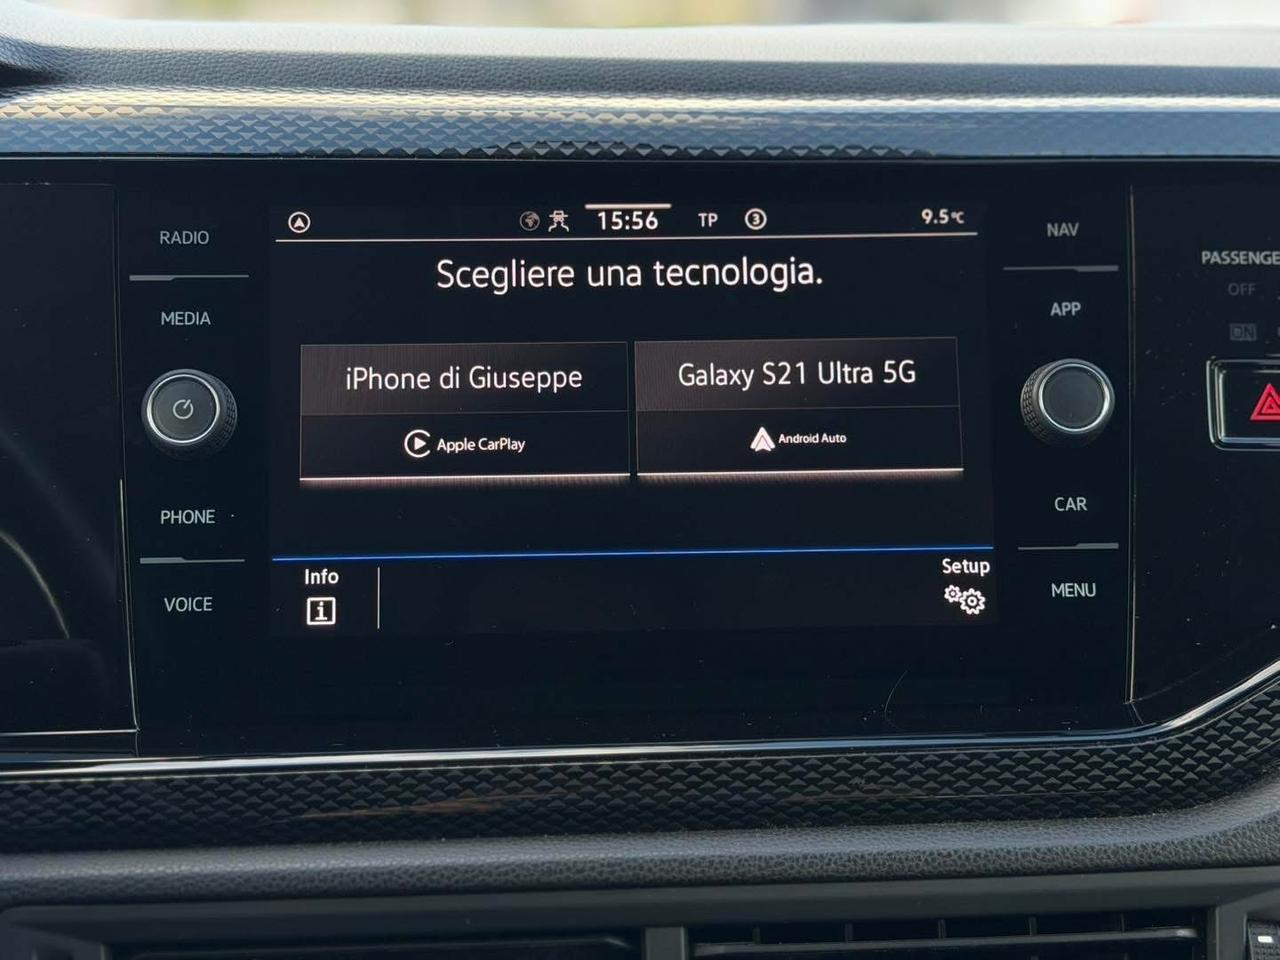 RADIO
MEDIA
PHONE
VOICE
15:56 TP 3 9.5°C
Scegliere una tecnologia.
iPhone di Giuseppe
Apple CarPlay
Galaxy S21 Ultra 5G
Android Auto
Info
i
Setup
NAV
APP
CAR
MENU
PASSENGE
OFF
ON